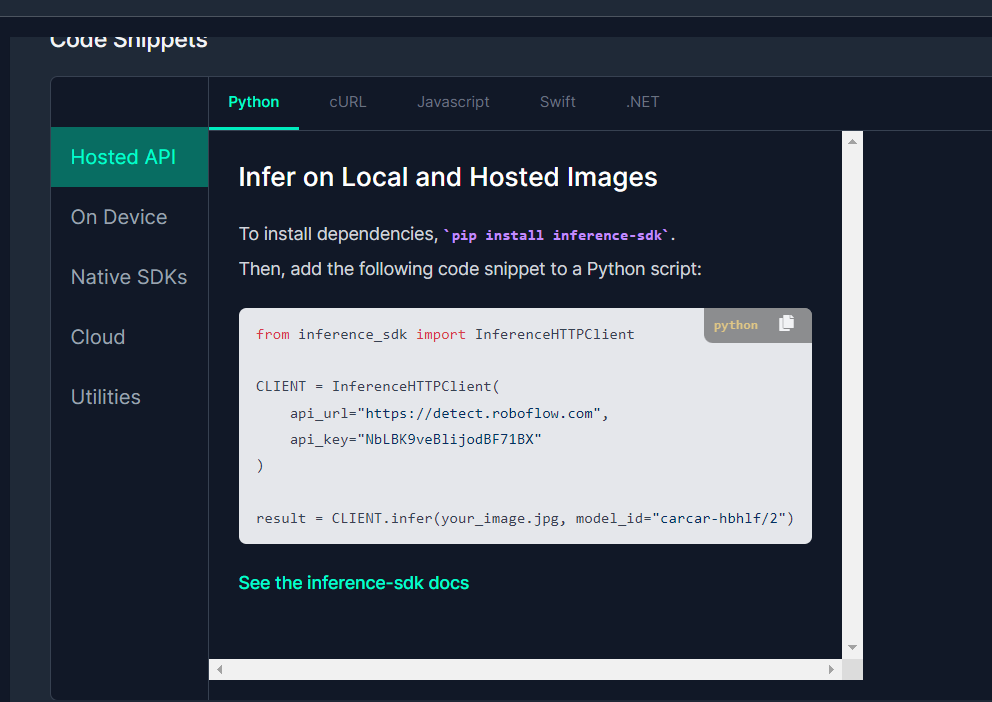 Code Snippets
Python cURL Javascript Swift .NET
Hosted API
On Device
Native SDKs
Cloud
Utilities
Infer on Local and Hosted Images
To install dependencies, `pip install inference-sdk`.
Then, add the following code snippet to a Python script:
python
from inference_sdk import InferenceHTTPClient
CLIENT = InferenceHTTPClient(
    api_url="https://detect.roboflow.com",
    api_key="NbLBK9veBlijodBF71BX"
)
result = CLIENT.infer(your_image.jpg, model_id="carcar-hbhlf/2")
See the inference-sdk docs